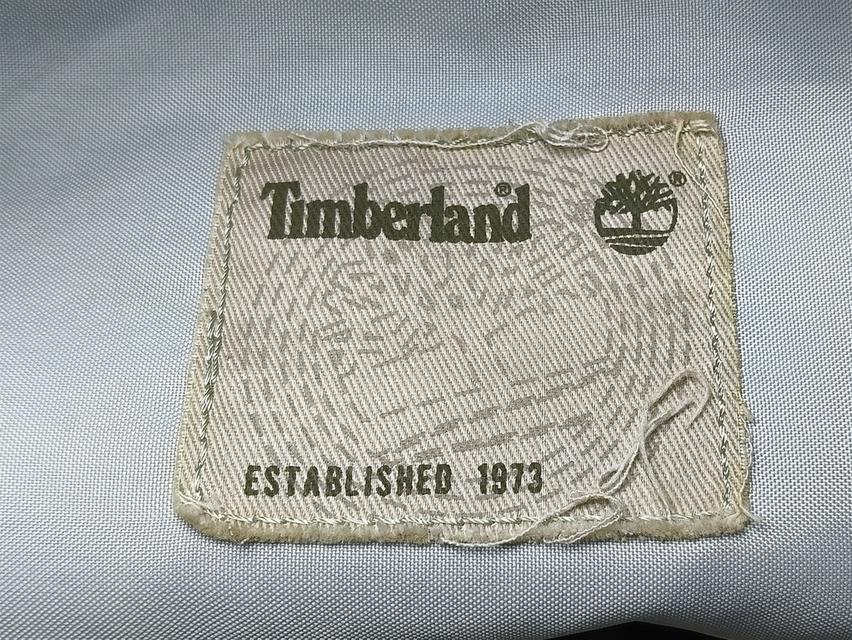 Timberland®
®
ESTABLISHED 1973